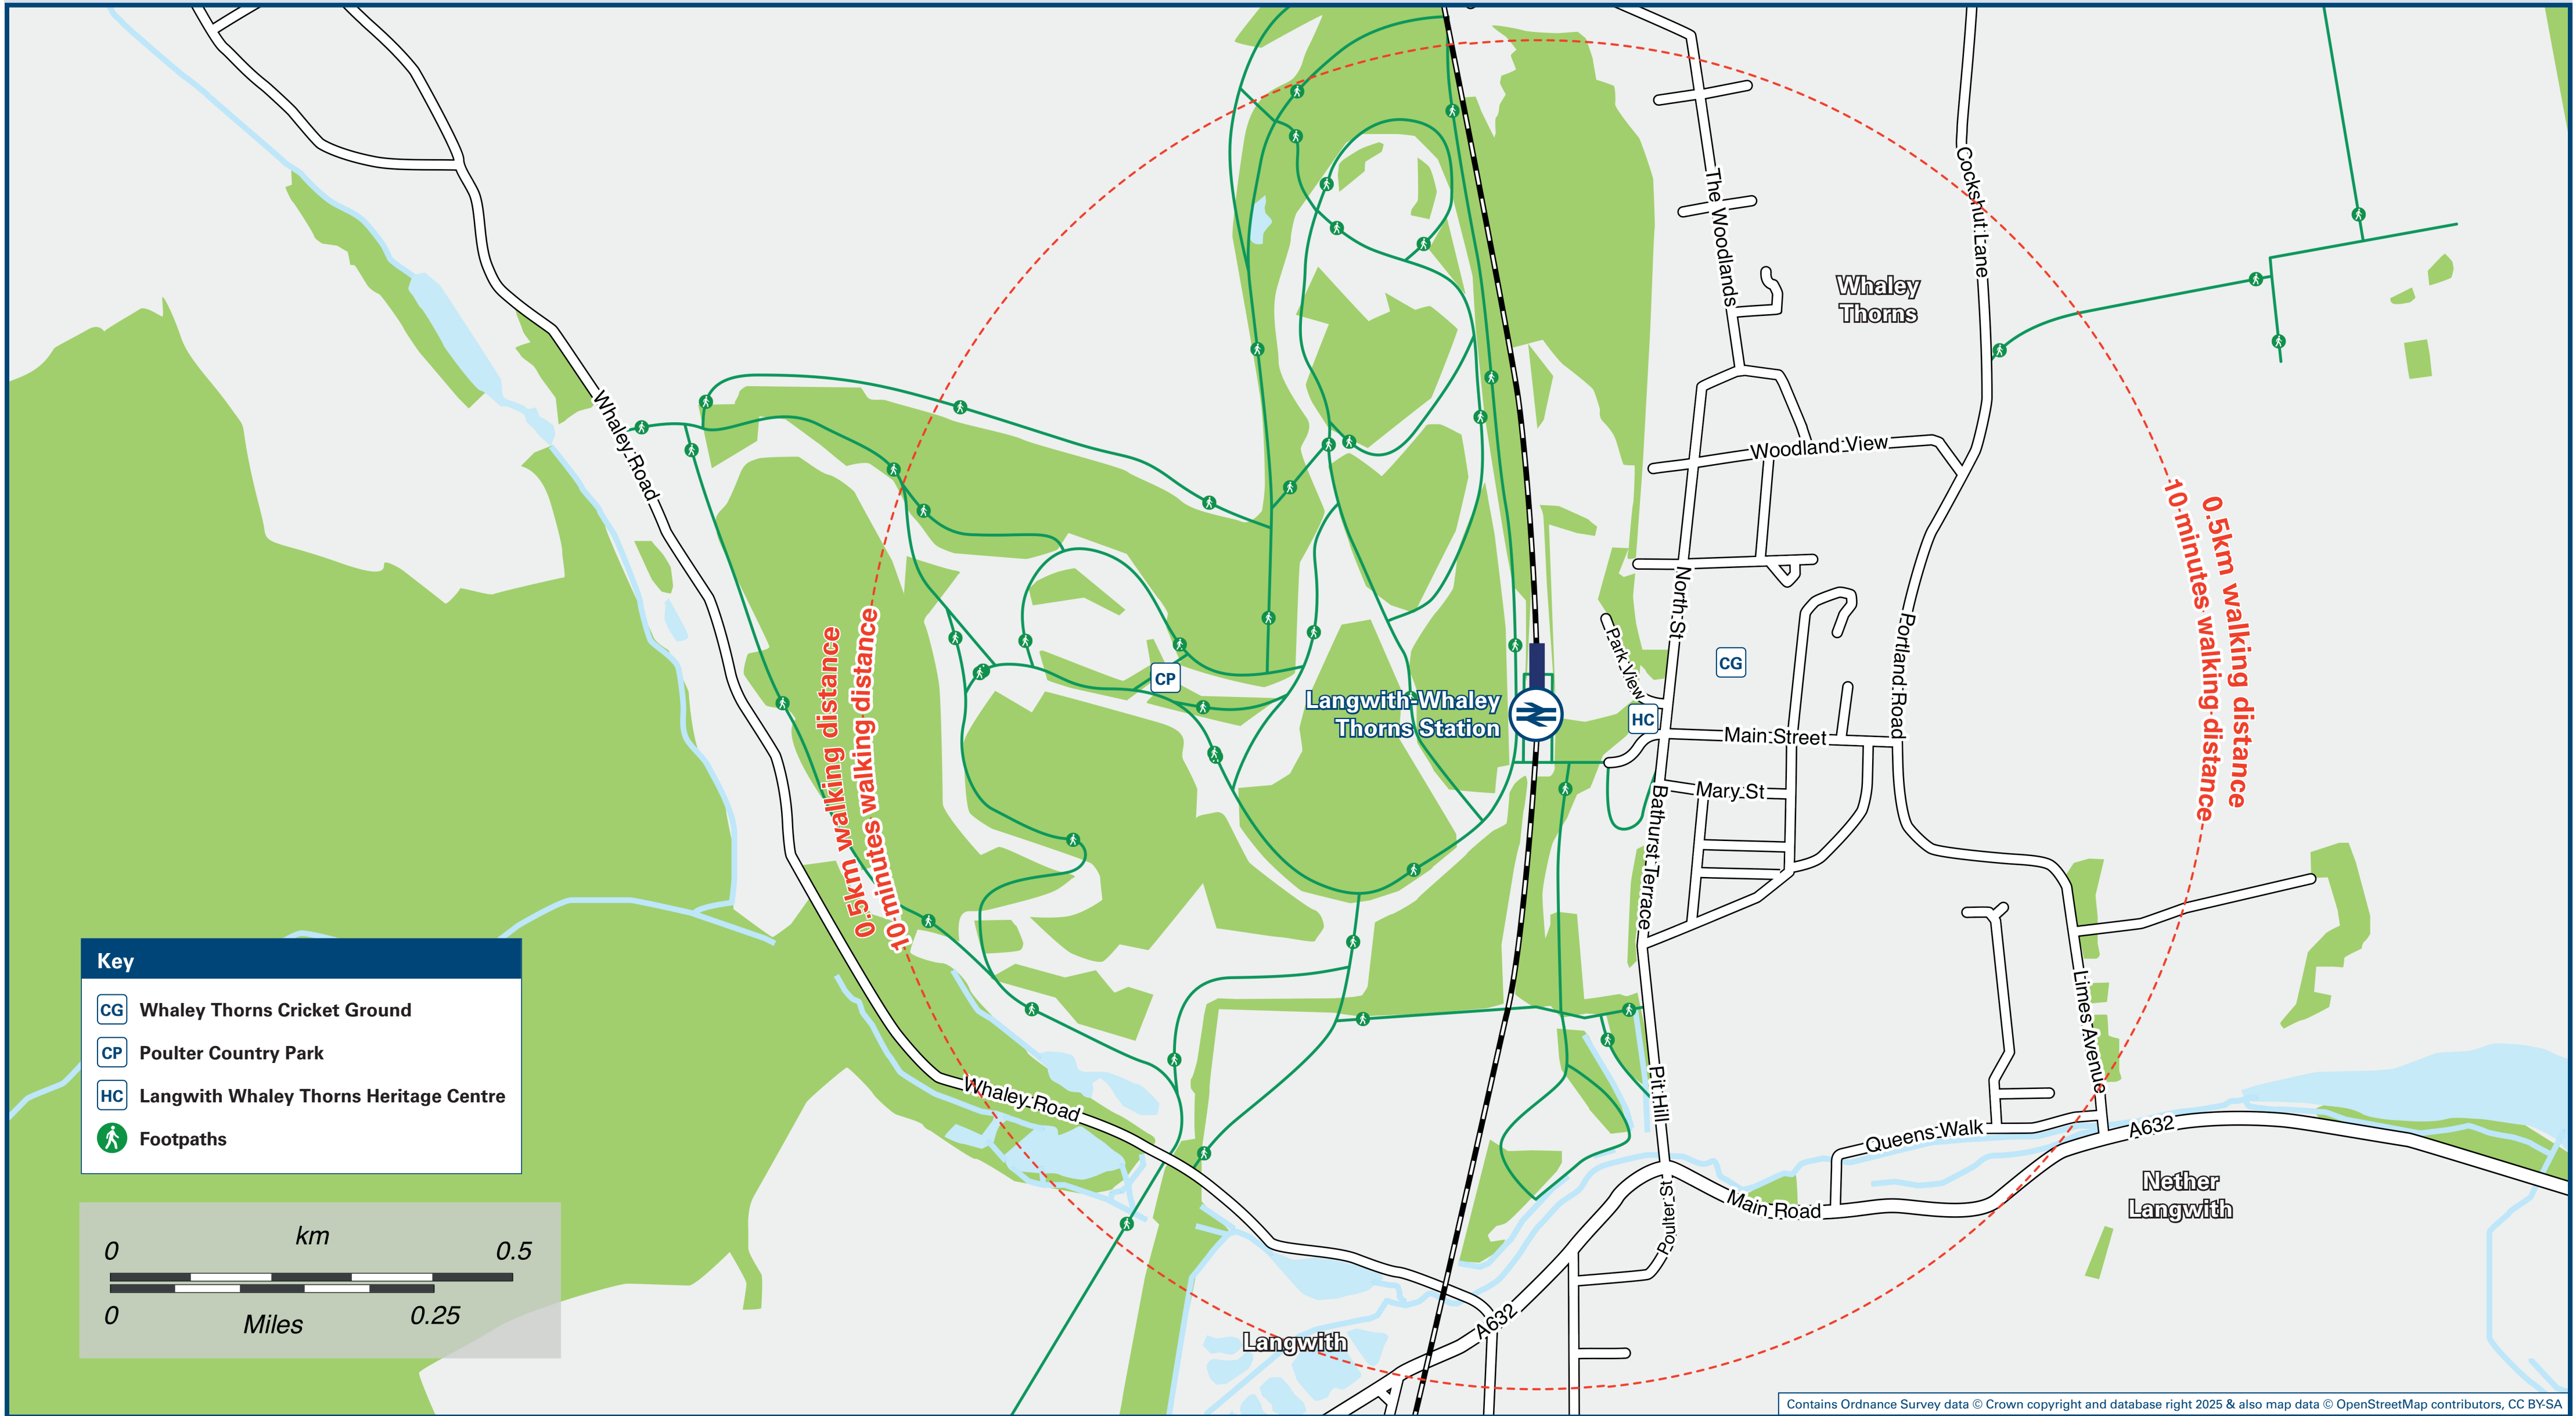 The Woodlands
Cockshut Lane
Whaley
Thorns
Whaley Road
Woodland View
0.5km walking distance
10 minutes walking distance
North St
Portland Road
Park View
CG
0.5km walking distance
10 minutes walking distance
CP
Langwith-Whaley
Thorns Station
HC
Main Street
Mary St
Bathurst Terrace
Limes Avenue
Key
CG Whaley Thorns Cricket Ground
CP Poulter Country Park
HC Langwith Whaley Thorns Heritage Centre
Footpaths
Whaley Road
Pit Hill
Queens Walk
A632
Nether
Langwith
Main Road
Poulter St
km
0 0.5
0 0.25
Miles
A632
Langwith
Contains Ordnance Survey data © Crown copyright and database right 2025 & also map data © OpenStreetMap contributors, CC BY-SA